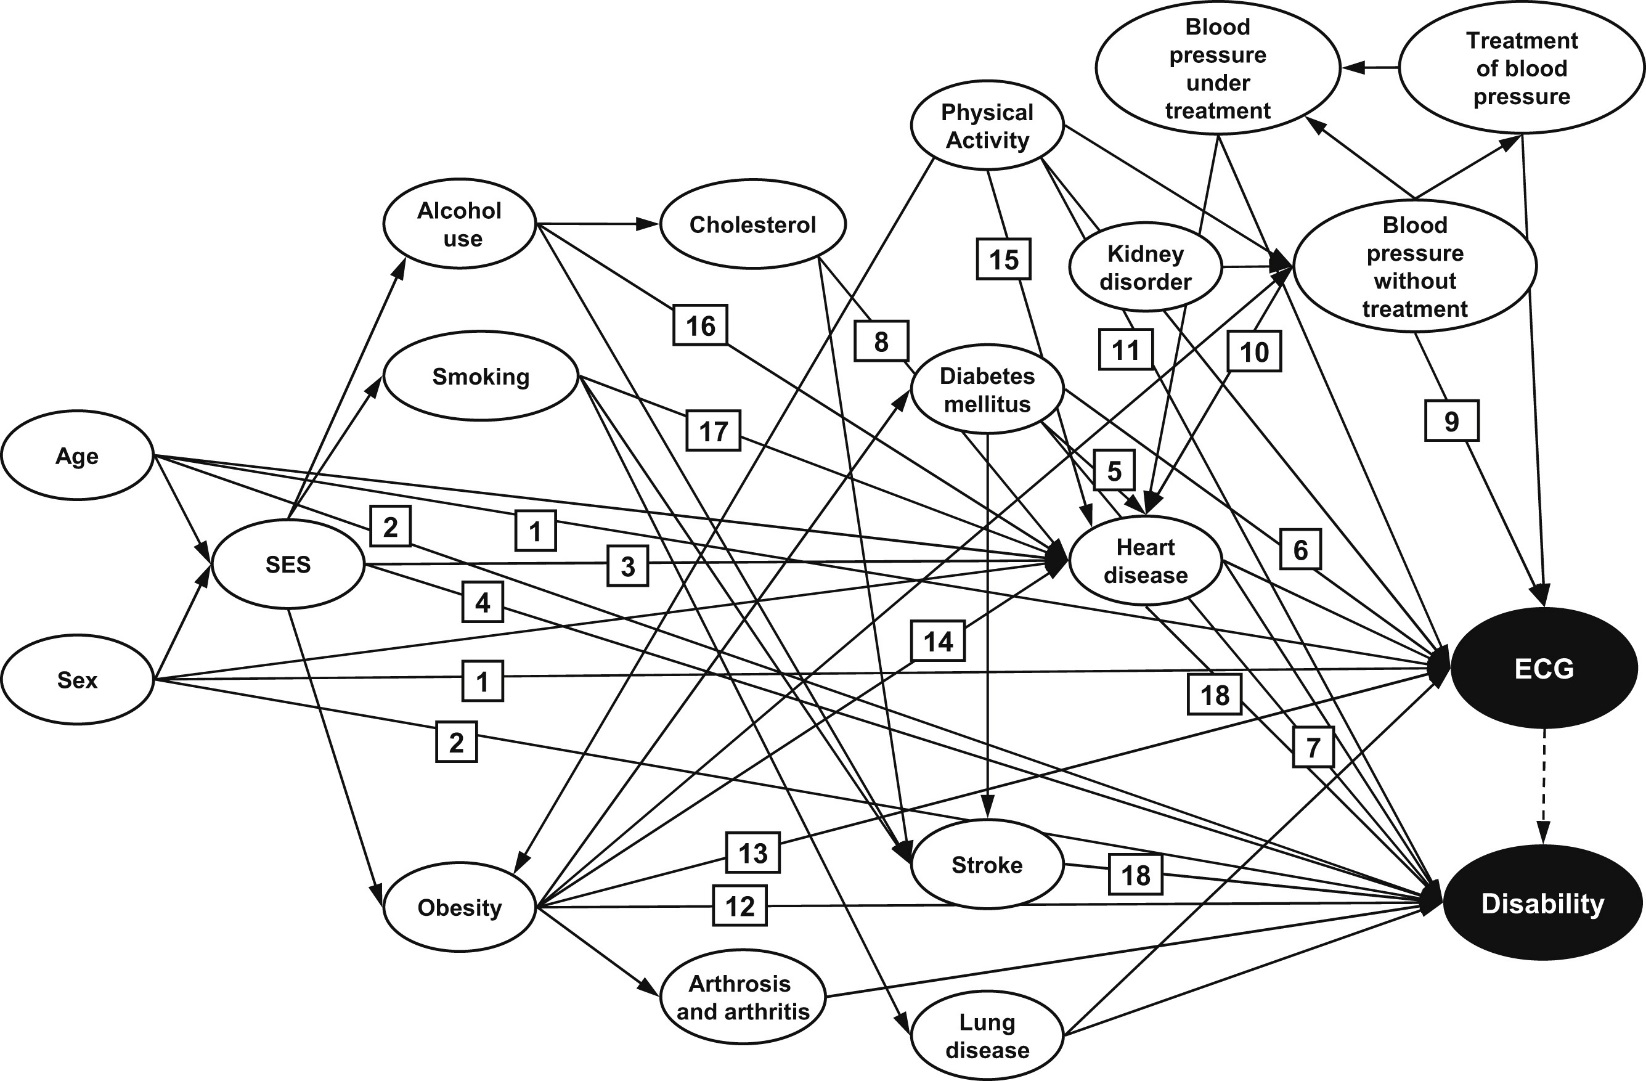 Blood
pressure
under
treatment
Treatment
of blood
pressure
Physical
Activity
Alcohol
use
Cholesterol
Kidney
disorder
Blood
pressure
without
treatment
15
16
8
11
10
Smoking
Diabetes
mellitus
17
9
Age
5
2
1
6
SES
3
Heart
disease
4
14
ECG
Sex
1
18
2
7
13
Stroke
18
Obesity
12
Disability
Arthrosis
and arthritis
Lung
disease